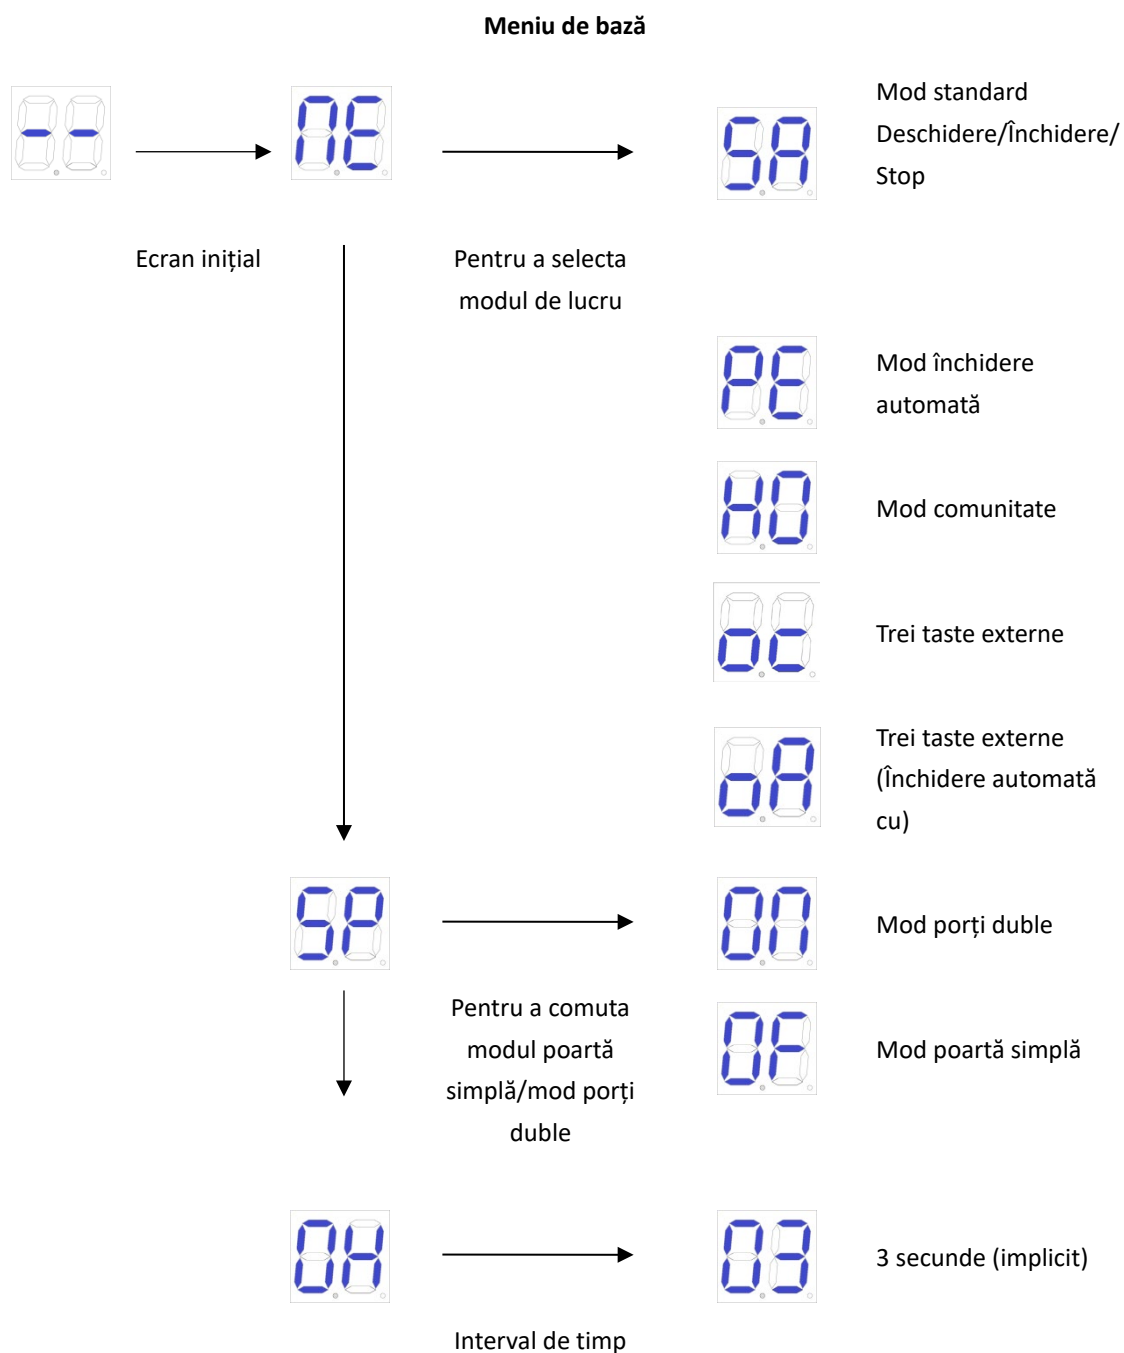 Meniu de bază
Mod standard
Deschidere/Închidere/
Stop
Ecran inițial
Pentru a selecta
modul de lucru
Mod închidere
automată
Mod comunitate
Trei taste externe
Trei taste externe
(Închidere automată
cu)
Mod porți duble
Pentru a comuta
modul poartă
simplă/mod porți
duble
Mod poartă simplă
03
3 secunde (implicit)
Interval de timp